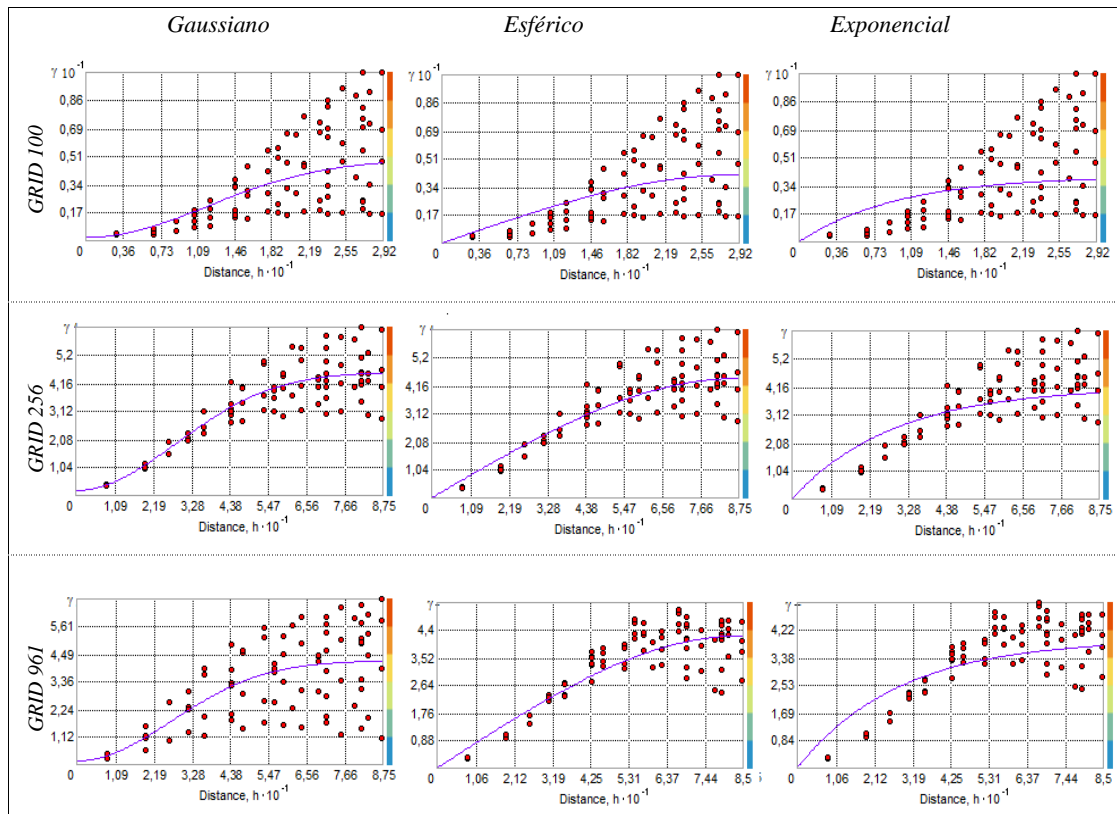 Gaussiano Esférico Exponencial
GRID 100
γ 10⁻¹
0,86
0,69
0,51
0,34
0,17
0 0,36 0,73 1,09 1,46 1,82 2,19 2,55 2,92
Distance, h · 10⁻¹
γ 10⁻¹
0,86
0,69
0,51
0,34
0,17
0 0,36 0,73 1,09 1,46 1,82 2,19 2,55 2,92
Distance, h · 10⁻¹
γ 10⁻¹
0,86
0,69
0,51
0,34
0,17
0 0,36 0,73 1,09 1,46 1,82 2,19 2,55 2,92
Distance, h · 10⁻¹
GRID 256
γ
5,2
4,16
3,12
2,08
1,04
0 1,09 2,19 3,28 4,38 5,47 6,56 7,66 8,75
Distance, h · 10⁻¹
γ
5,2
4,16
3,12
2,08
1,04
0 1,09 2,19 3,28 4,38 5,47 6,56 7,66 8,75
Distance, h · 10⁻¹
γ
5,2
4,16
3,12
2,08
1,04
0 1,09 2,19 3,28 4,38 5,47 6,56 7,66 8,75
Distance, h · 10⁻¹
GRID 961
γ
5,61
4,49
3,36
2,24
1,12
0 1,09 2,19 3,28 4,38 5,47 6,56 7,66 8,75
Distance, h · 10⁻¹
γ
4,4
3,52
2,64
1,76
0,88
0 1,06 2,12 3,19 4,25 5,31 6,37 7,44 8,5
Distance, h · 10⁻¹
γ
4,22
3,38
2,53
1,69
0,84
0 1,06 2,12 3,19 4,25 5,31 6,37 7,44 8,5
Distance, h · 10⁻¹